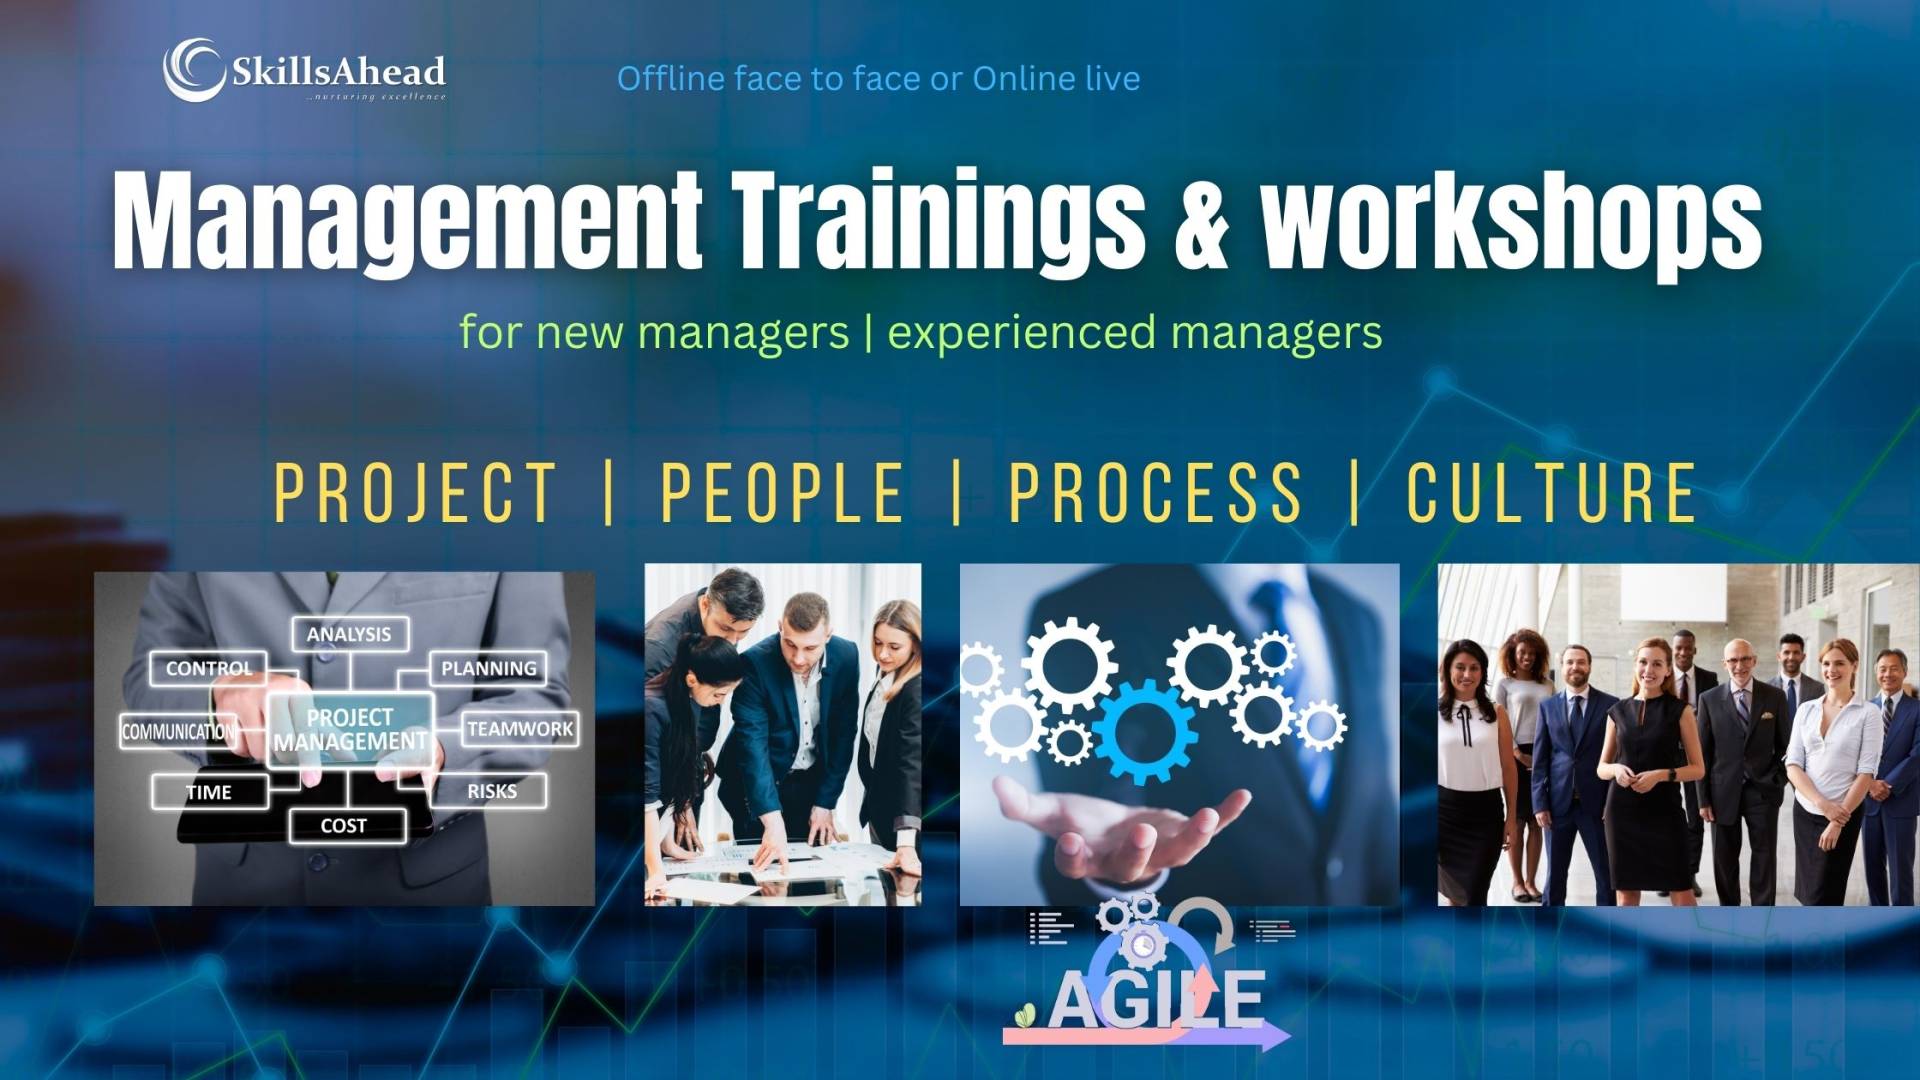 SkillsAhead
...nurturing excellence
Offline face to face or Online live
Management Trainings & workshops
for new managers | experienced managers
PROJECT | PEOPLE | PROCESS | CULTURE
ANALYSIS
CONTROL
PLANNING
PROJECT
MANAGEMENT
COMMUNICATION
TEAMWORK
TIME
RISKS
COST
AGILE